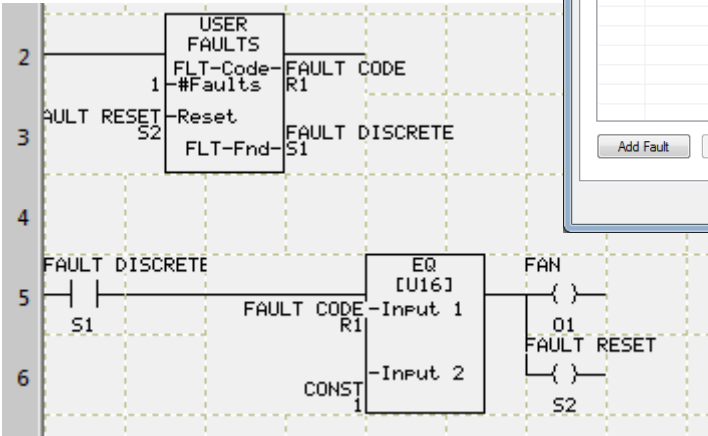 2
USER
FAULTS
FLT-Code- FAULT CODE
1 -#Faults R1
AULT RESET -Reset
3
S2
FAULT DISCRETE
FLT-Fnd- S1
Add Fault
4
FAULT DISCRETE
EQ
FAN
[U16]
5
FAULT CODE -Input 1
S1
R1
O1
FAULT RESET
6
-Input 2
CONST
1
S2